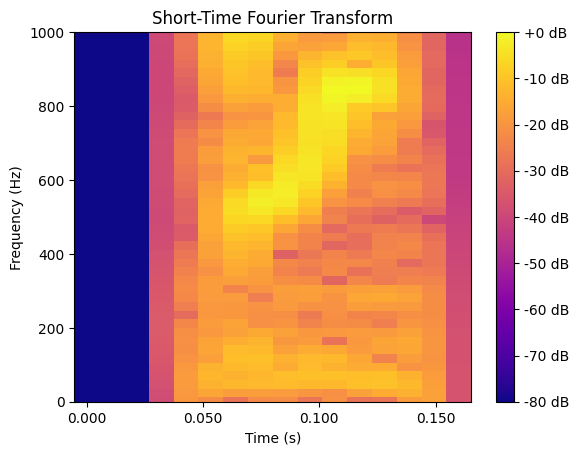 Short-Time Fourier Transform
1000
800
600
400
200
0
Frequency (Hz)
0.000
0.050
0.100
0.150
Time (s)
+0 dB
-10 dB
-20 dB
-30 dB
-40 dB
-50 dB
-60 dB
-70 dB
-80 dB